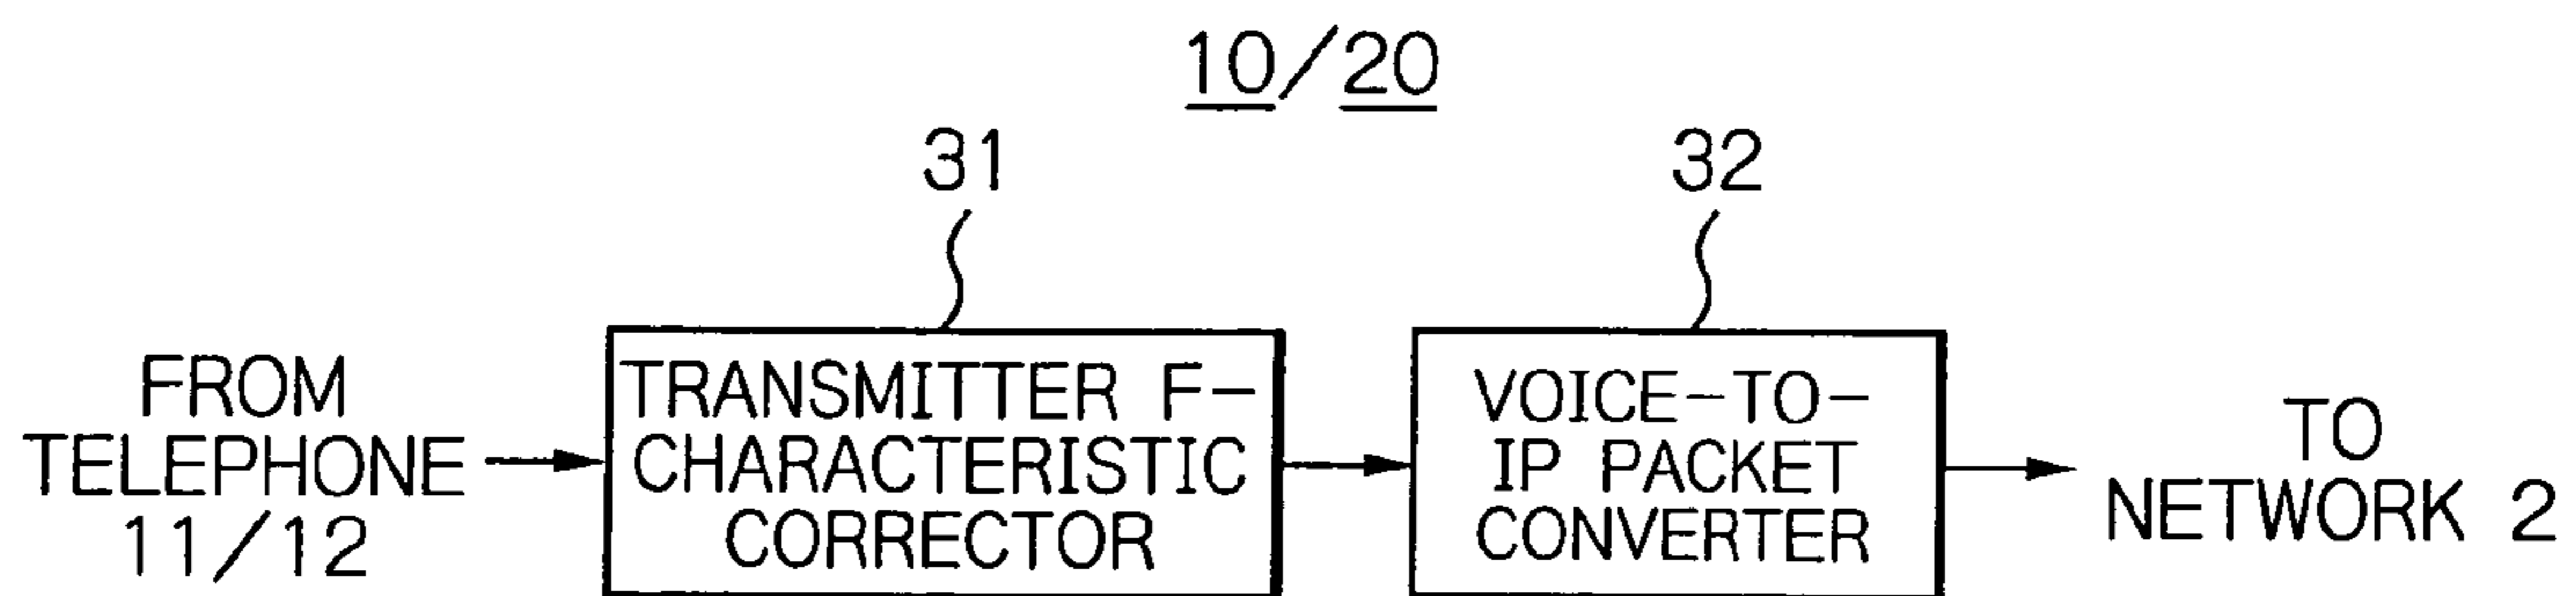 10/20
31
32
FROM
TELEPHONE
11/12
TRANSMITTER F-
CHARACTERISTIC
CORRECTOR
VOICE-TO-
IP PACKET
CONVERTER
TO
NETWORK 2